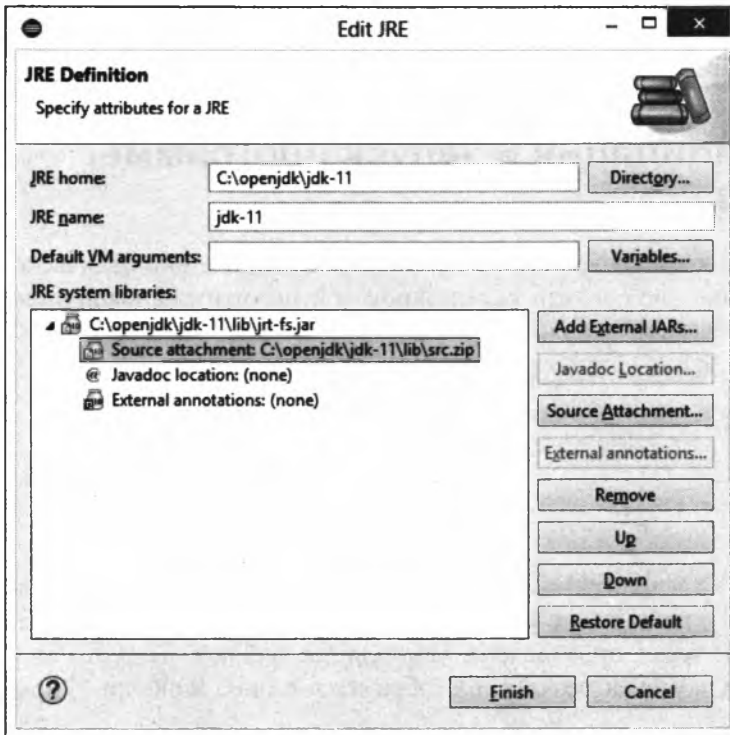 Edit JRE
JRE Definition
Specify attributes for a JRE
JRE home: C:\openjdk\jdk-11 Directory...
JRE name: jdk-11
Default VM arguments: Variables...
JRE system libraries:
C:\openjdk\jdk-11\lib\jrt-fs.jar
Source attachment: C:\openjdk\jdk-11\lib\src.zip
Javadoc location: (none)
External annotations: (none)
Add External JARs...
Javadoc Location...
Source Attachment...
External annotations...
Remove
Up
Down
Restore Default
Finish Cancel